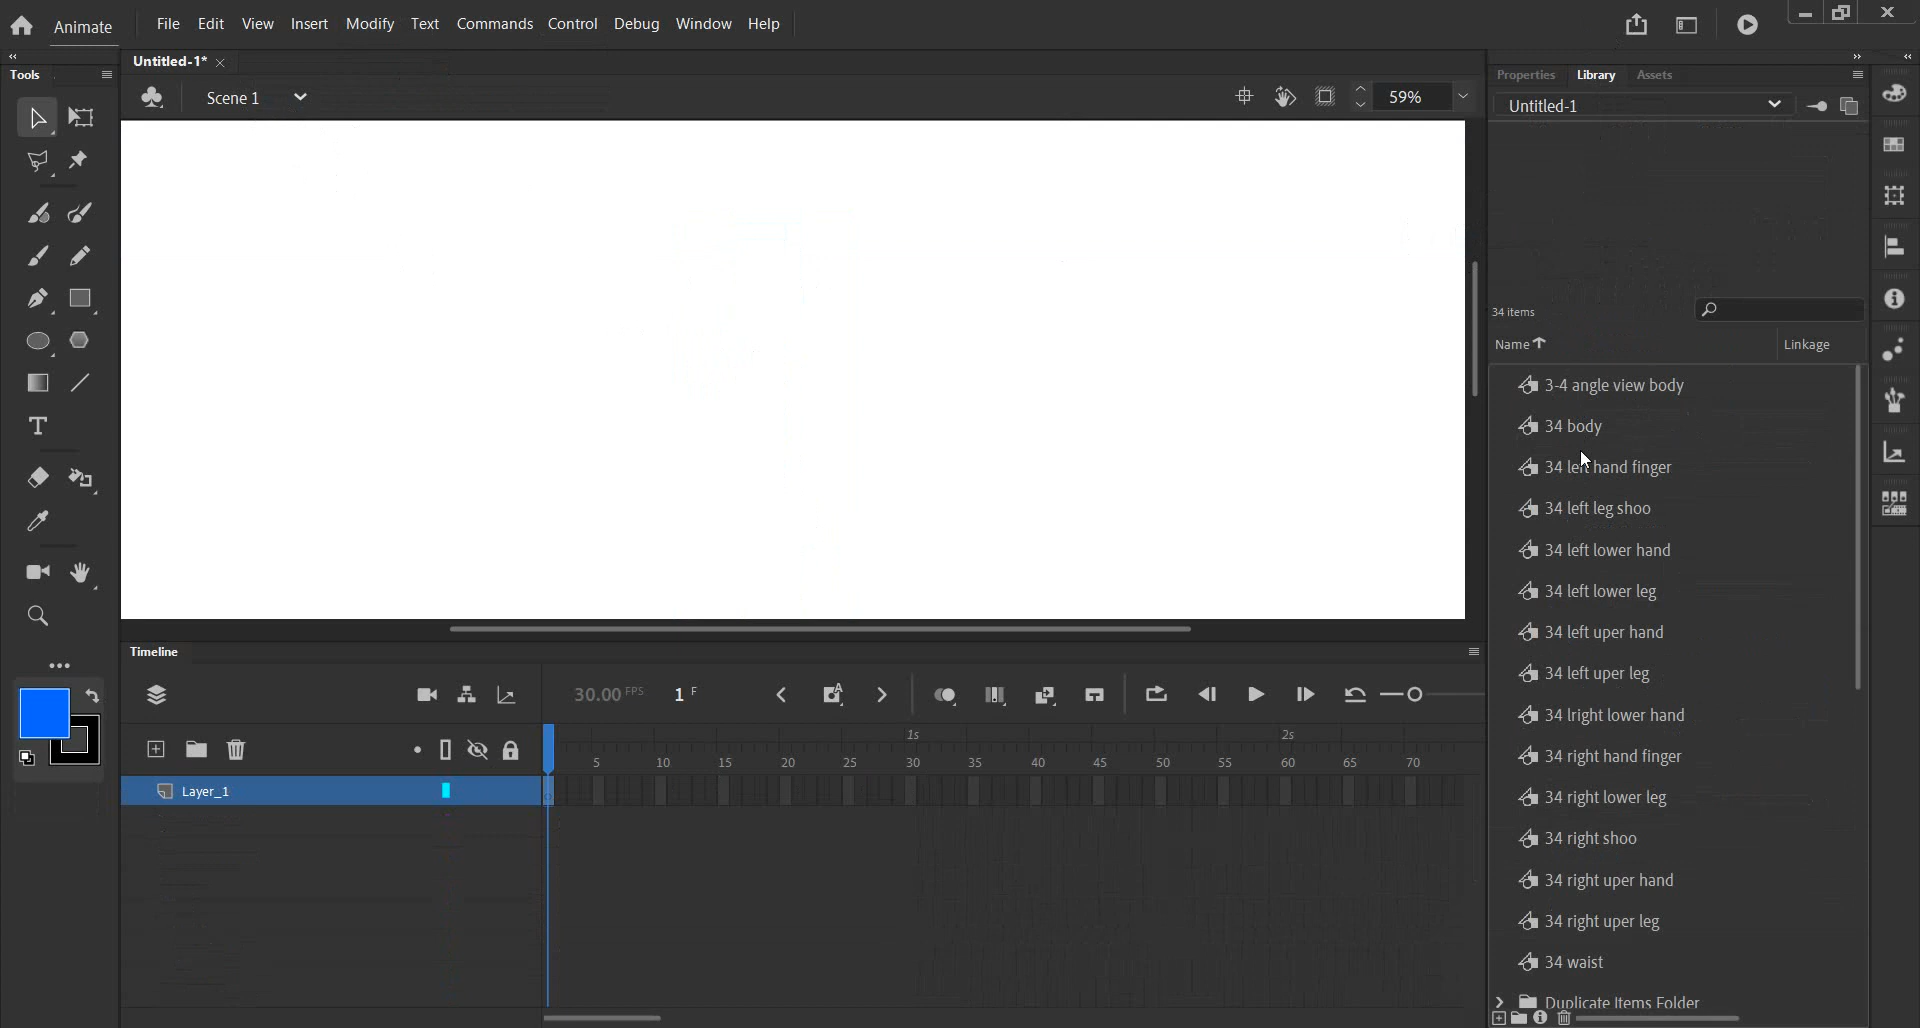 Animate File Edit View Insert Modify Text Commands Control Debug Window Help
Untitled-1*
Tools
Properties Library Assets
Scene 1
59%
Untitled-1
34 items
Name Linkage
3-4 angle view body
34 body
34 left hand finger
34 left leg shoo
34 left lower hand
34 left lower leg
34 left uper hand
34 left uper leg
34 lright lower hand
34 right hand finger
34 right lower leg
34 right shoo
34 right uper hand
34 right uper leg
34 waist
Duplicate Items Folder
Timeline
30.00 FPS 1 F
1s 2s
5 10 15 20 25 30 35 40 45 50 55 60 65 70
Layer_1